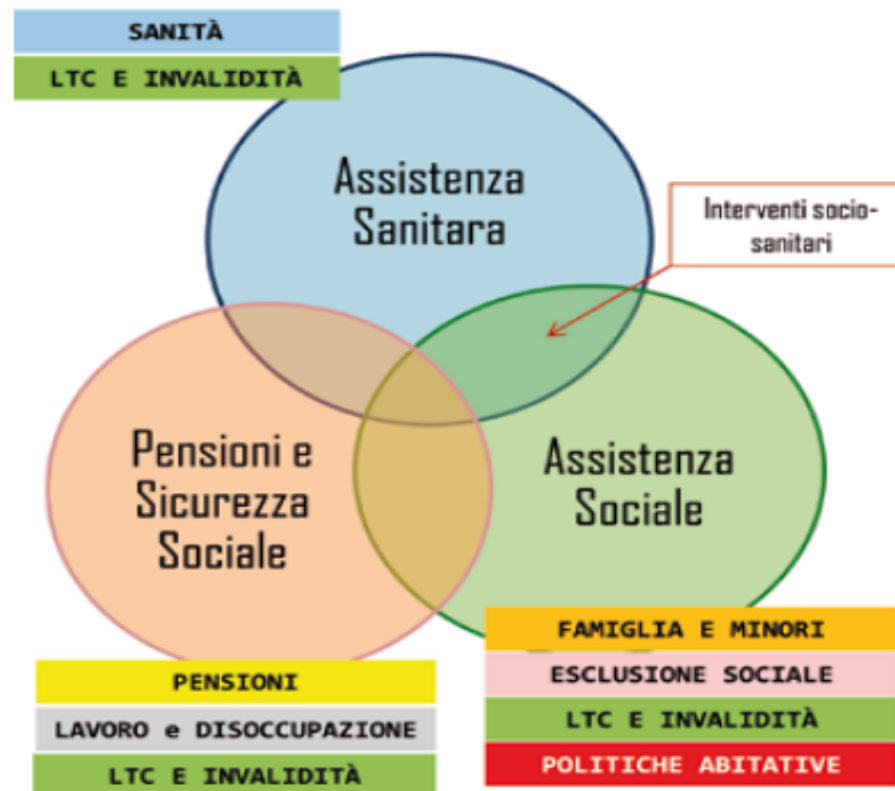 SANITÀ
LTC E INVALIDITÀ
Assistenza
Sanitara
Interventi socio-
sanitari
Pensioni e
Sicurezza
Sociale
Assistenza
Sociale
FAMIGLIA E MINORI
ESCLUSIONE SOCIALE
LTC E INVALIDITÀ
POLITICHE ABITATIVE
PENSIONI
LAVORO e DISOCCUPAZIONE
LTC E INVALIDITÀ